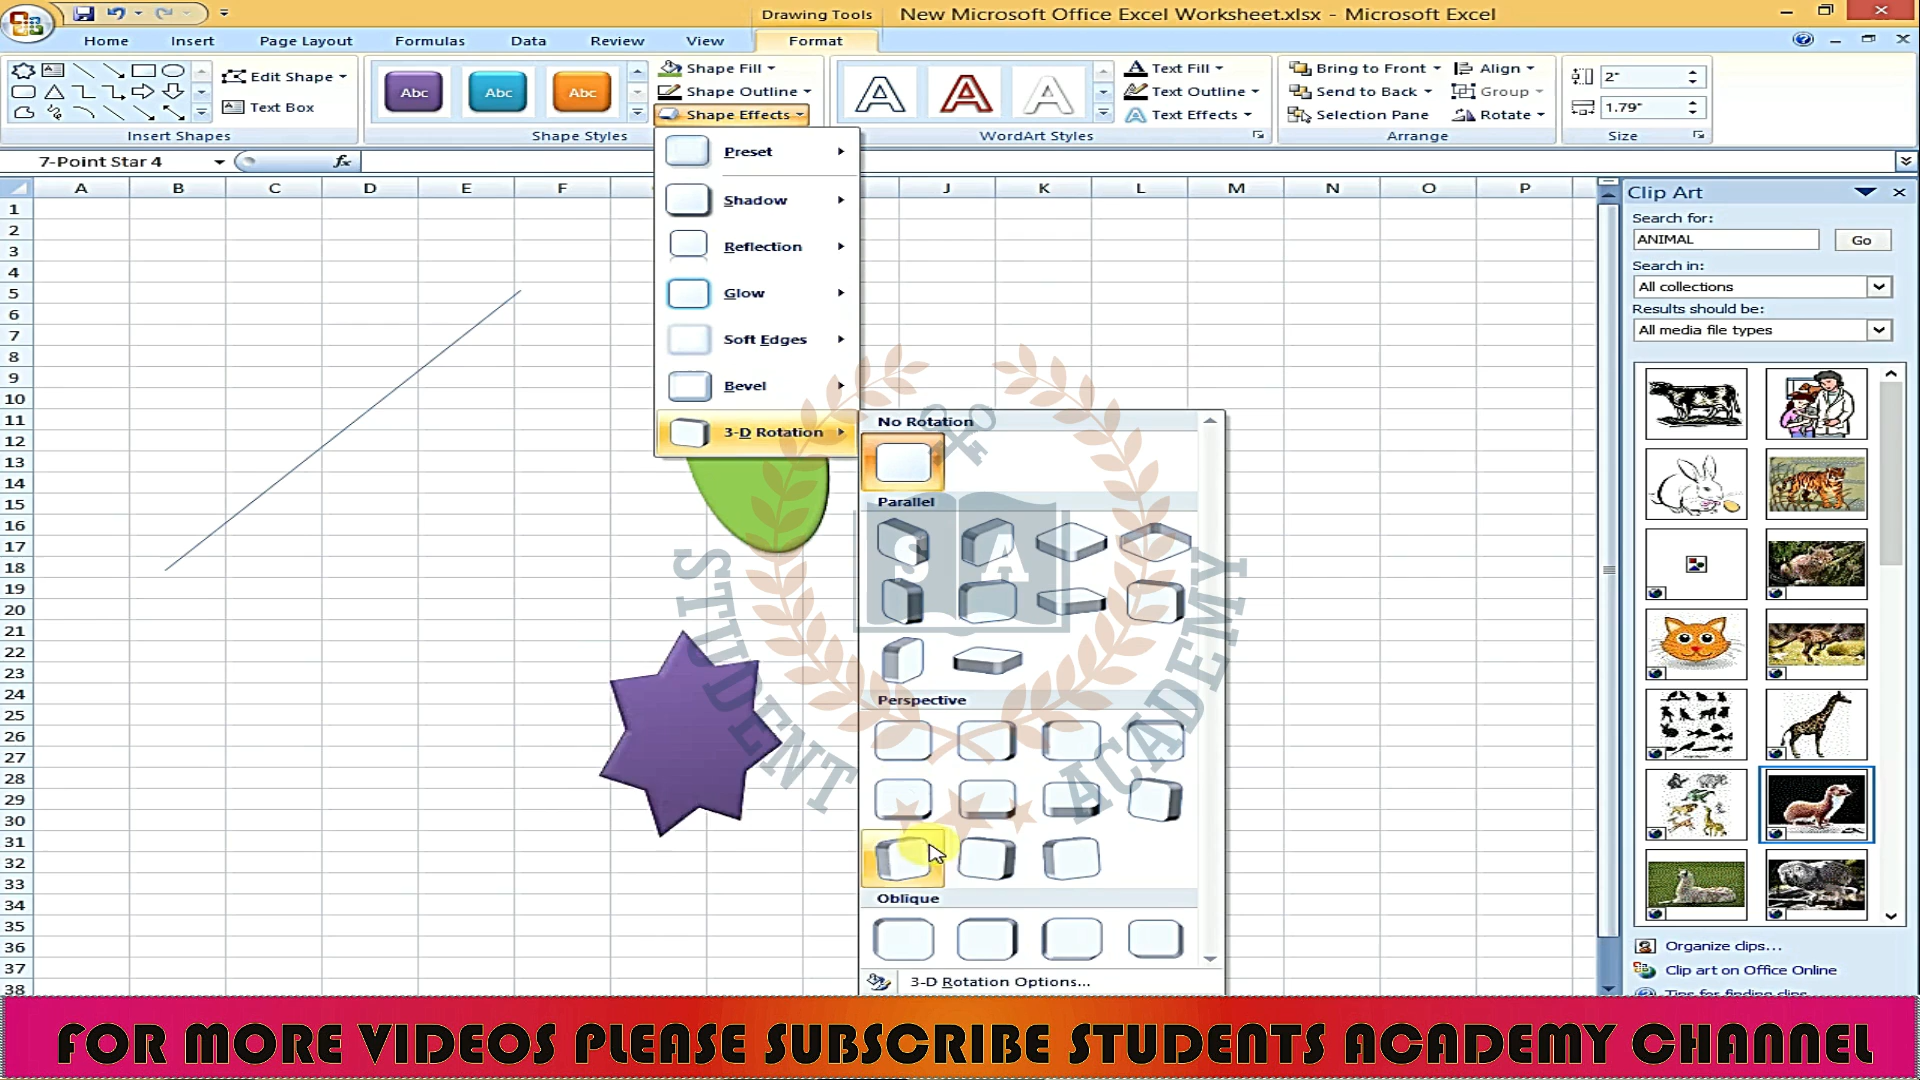 Drawing Tools
New Microsoft Office Excel Worksheet.xlsx - Microsoft Excel
Home
Insert
Page Layout
Formulas
Data
Review
View
Format
Edit Shape
Text Box
Insert Shapes
Abc
Abc
Abc
Shape Styles
Shape Fill
Shape Outline
Shape Effects
WordArt Styles
Text Fill
Text Outline
Text Effects
Bring to Front
Send to Back
Selection Pane
Align
Group
Rotate
Arrange
2"
1.79"
Size
7-Point Star 4
fx
A B C D E F J K L M N O P
1
2
3
4
5
6
7
8
9
10
11
12
13
14
15
16
17
18
19
20
21
22
23
24
25
26
27
28
29
30
31
32
33
34
35
36
37
38
Preset
Shadow
Reflection
Glow
Soft Edges
Bevel
3-D Rotation
No Rotation
Parallel
Perspective
Oblique
3-D Rotation Options...
S A
STUDENT ACADEMY
Clip Art
Search for:
ANIMAL
Go
Search in:
All collections
Results should be:
All media file types
Organize clips...
Clip art on Office Online
Tips for finding clips
FOR MORE VIDEOS PLEASE SUBSCRIBE STUDENTS ACADEMY CHANNEL